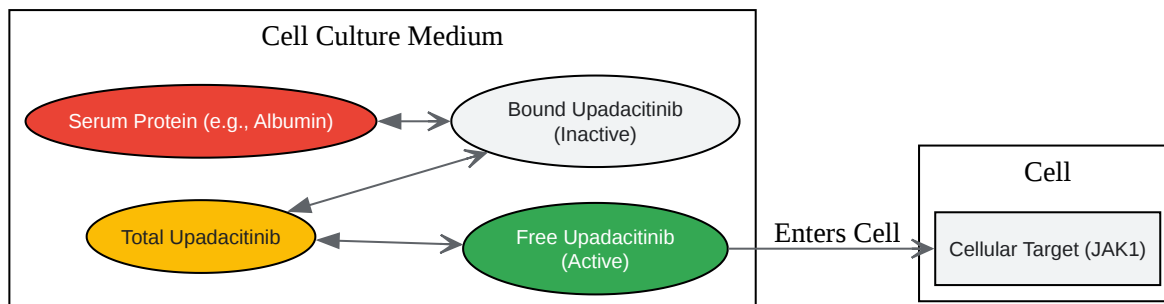 Cell Culture Medium
Serum Protein (e.g., Albumin)
Bound Upadacitinib
(Inactive)
Total Upadacitinib
Free Upadacitinib
(Active)
Enters Cell
Cell
Cellular Target (JAK1)